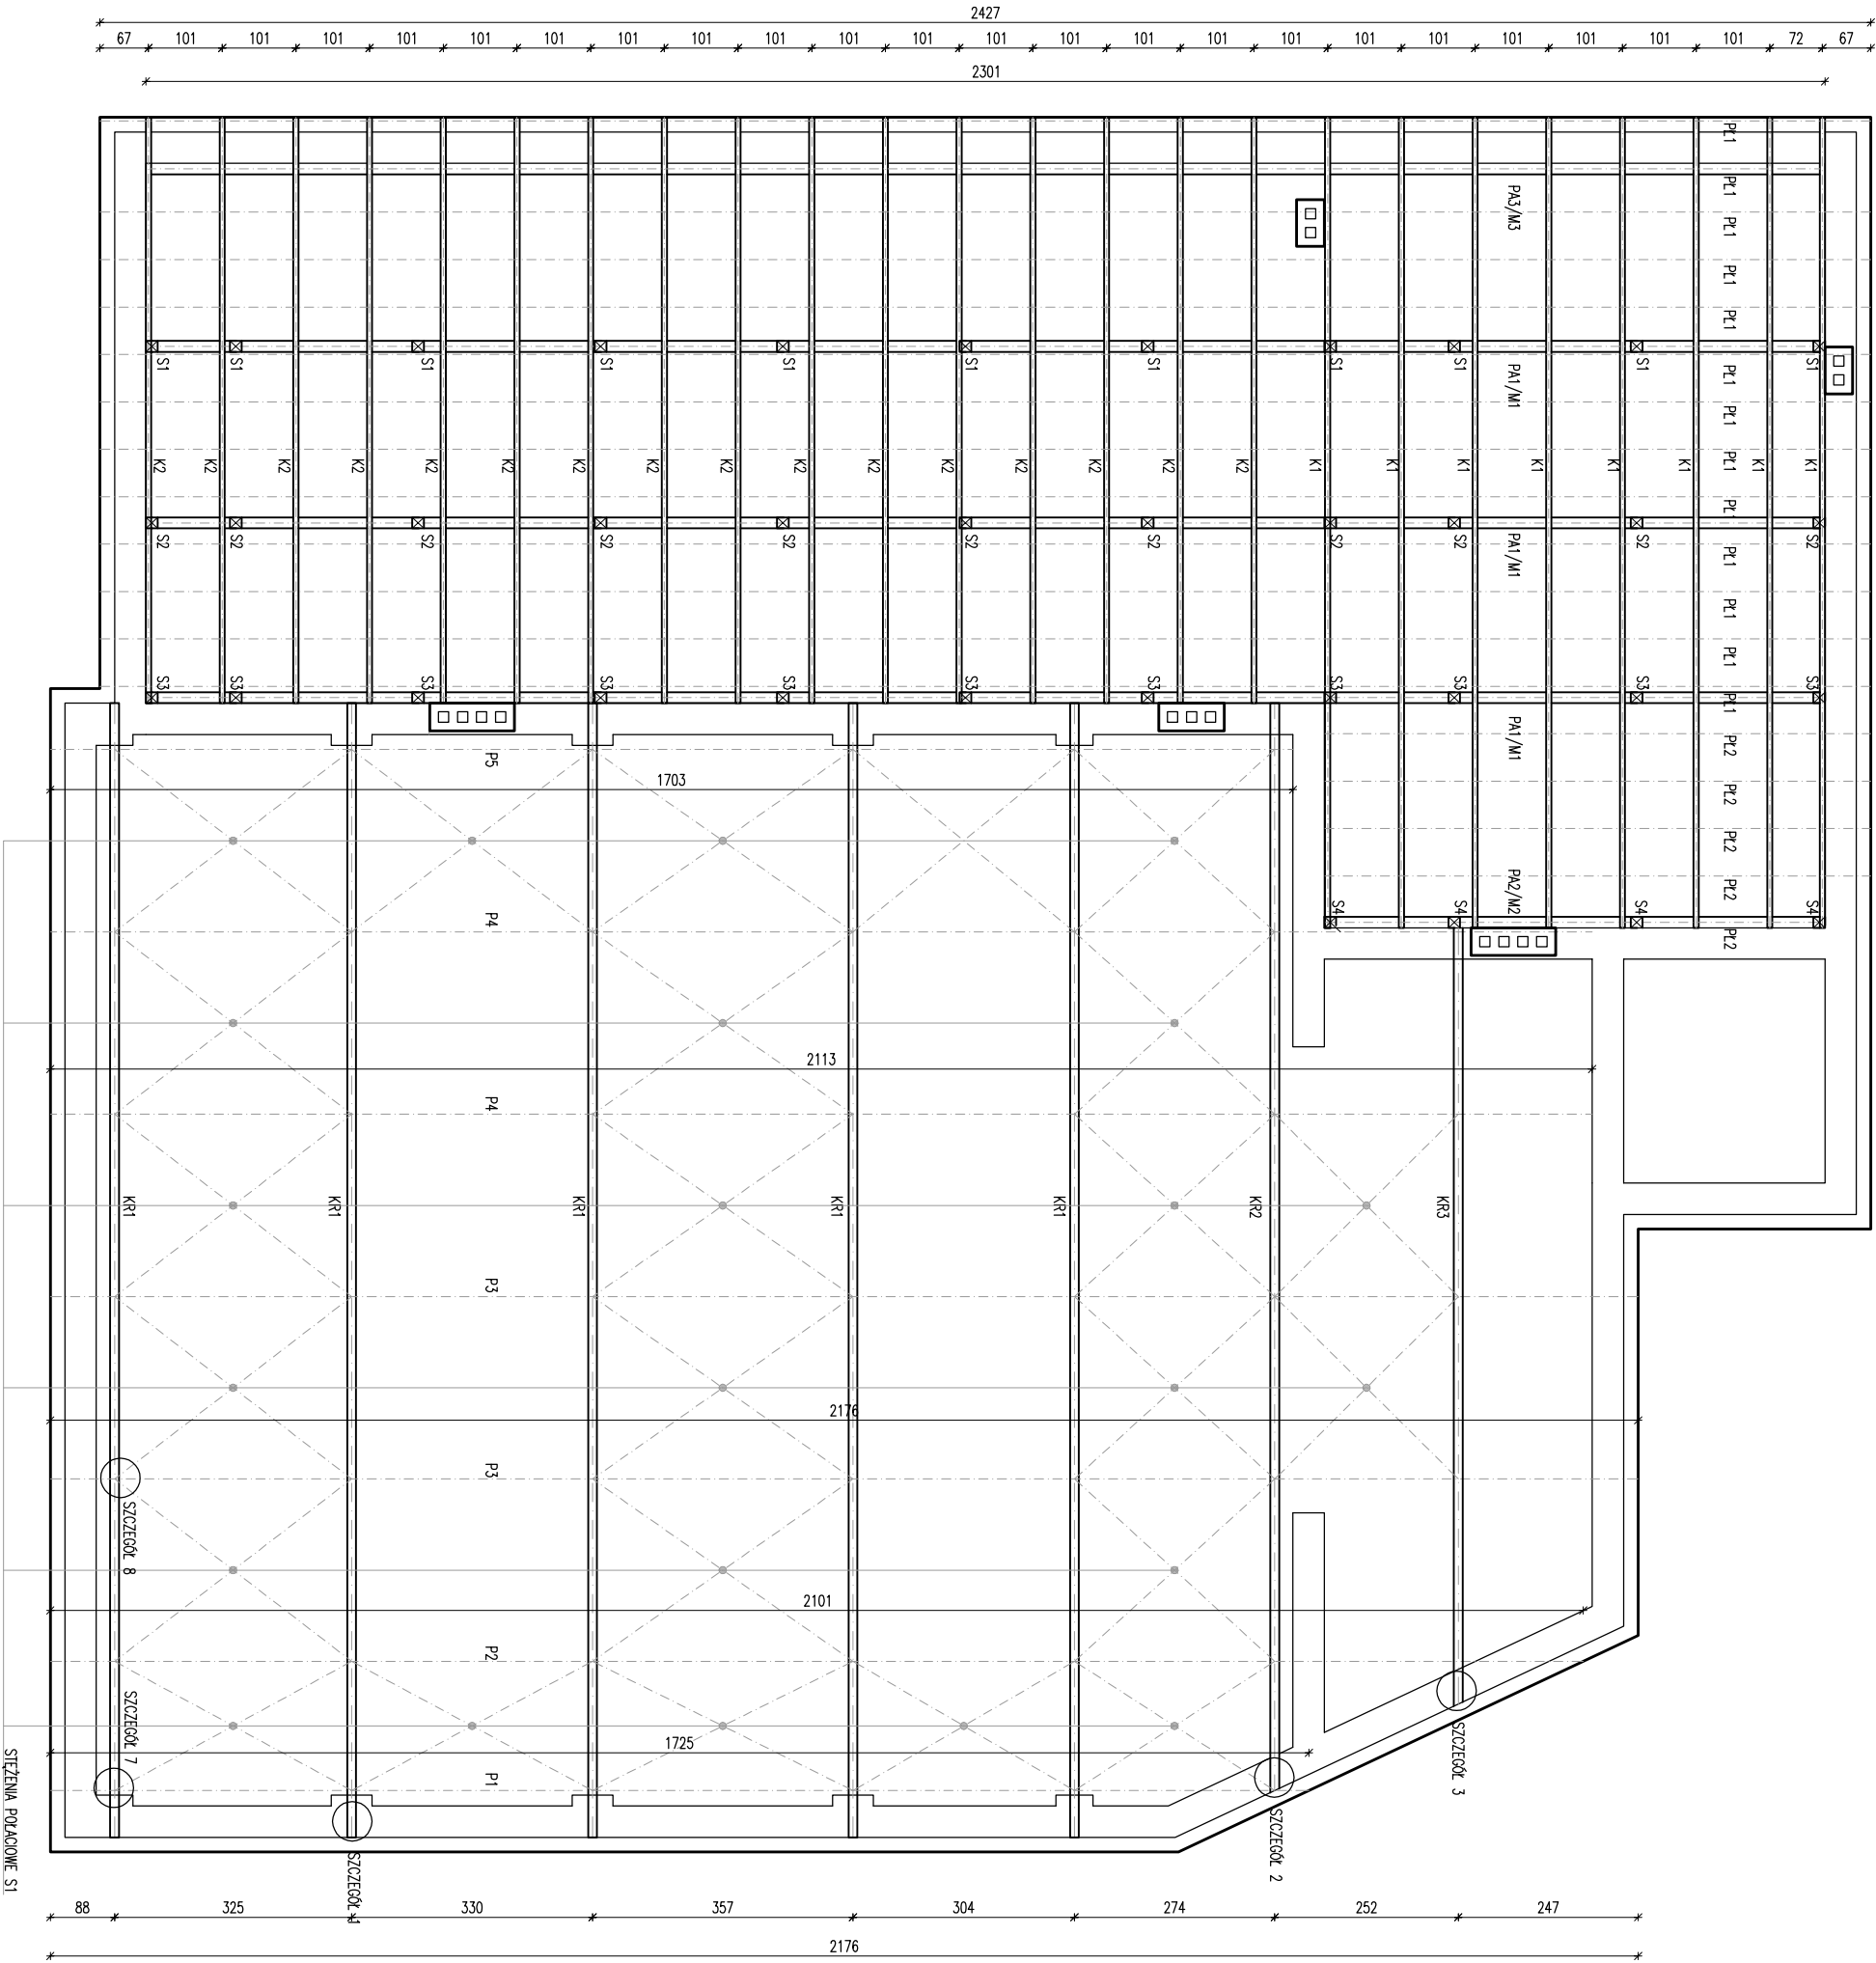 2427
67 101 101 101 101 101 101 101 101 101 101 101 101 101 101 101 101 101 101 101 101 101 101 72 67
2301
PŁ1
PŁ1
PA3/M3
PŁ1
PŁ1
PŁ1
S1 S1 S1 S1 S1 S1 S1 S1 S1 S1 S1
PA1/M1
PŁ1
PŁ1
K2 K2 K2 K2 K2 K2 K2 K2 K2 K2 K2 K2 K2 K2 K2 K2 K1 K1 K1 K1 K1 K1 K1 K1
PŁ1
PŁ1
S2 S2 S2 S2 S2 S2 S2 S2 S2 S2 S2
PA1/M1
PŁ1
PŁ1
PŁ1
S3 S3 S3 S3 S3 S3 S3 S3 S3 S3 S3
PŁ1
PA1/M1
PŁ2
P5
1703
PŁ2
PŁ2
PA2/M2
PŁ2
S4 S4 S4 S4
P4
PŁ2
2113
P4
KR1 KR1 KR1 KR1 KR1 KR2 KR3
P3
2176
P3
SZCZEGÓŁ 8
2101
P2
SZCZEGÓŁ 7
1725
SZCZEGÓŁ 3
P1
STĘŻENIA POŁACIOWE S1
SZCZEGÓŁ 2
SZCZEGÓŁ 1
88 325 330 357 304 274 252 247
2176